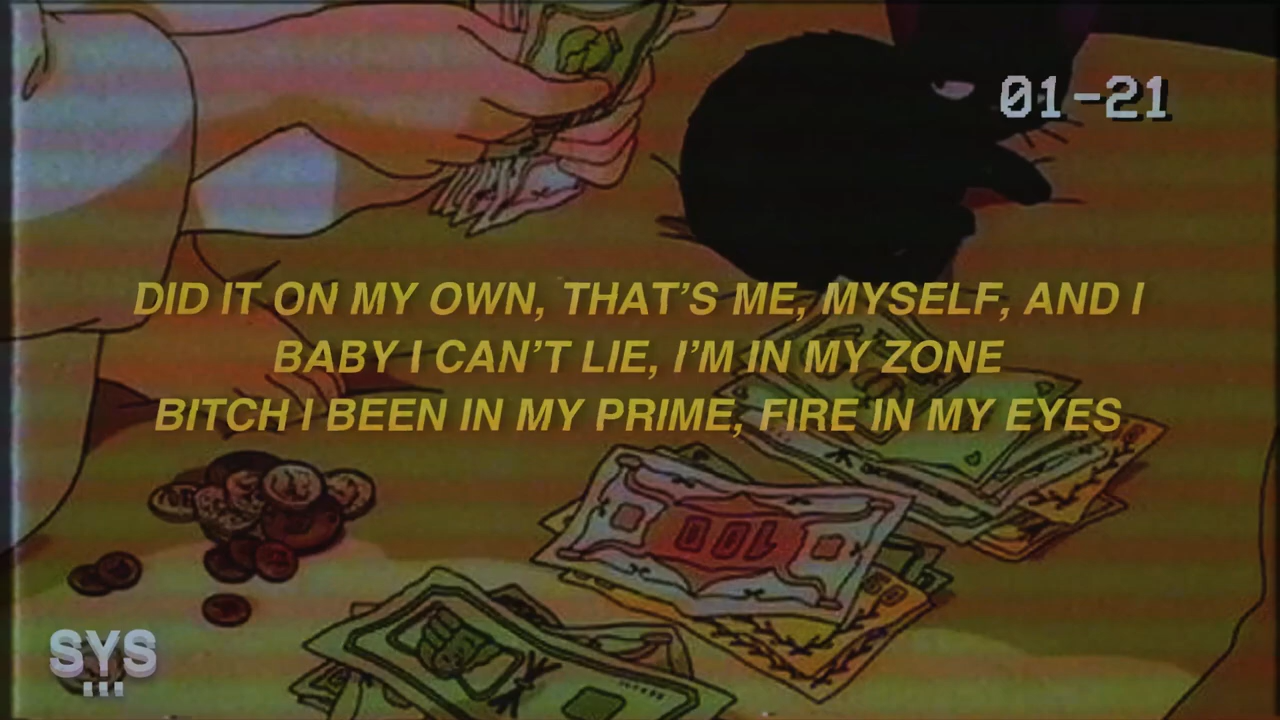 01-21
DID IT ON MY OWN, THAT'S ME, MYSELF, AND I
BABY I CAN'T LIE, I'M IN MY ZONE
BITCH I BEEN IN MY PRIME, FIRE IN MY EYES
100
SYS